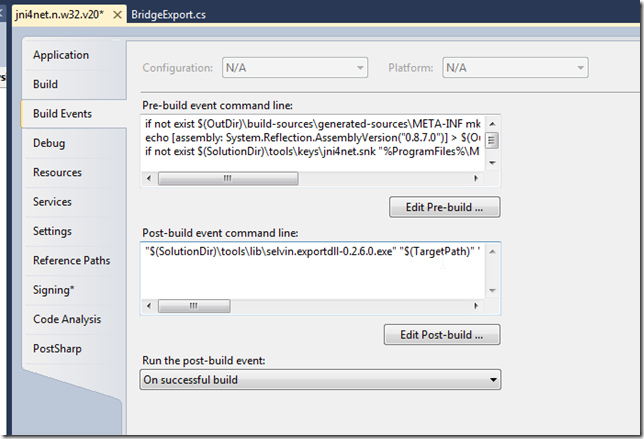 jni4net.n.w32.v20*
BridgeExport.cs
Application
Build
Build Events
Debug
Resources
Services
Settings
Reference Paths
Signing*
Code Analysis
PostSharp
Configuration: N/A Platform: N/A
Pre-build event command line:
if not exist $(OutDir)\build-sources\generated-sources\META-INF mk
echo [assembly: System.Reflection.AssemblyVersion("0.8.7.0")] > $(Ou
if not exist $(SolutionDir)\tools\keys\jni4net.snk "%ProgramFiles%\M
Edit Pre-build ...
Post-build event command line:
"$(SolutionDir)\tools\lib\selvin.exportdll-0.2.6.0.exe" "$(TargetPath)" '
Edit Post-build ...
Run the post-build event:
On successful build